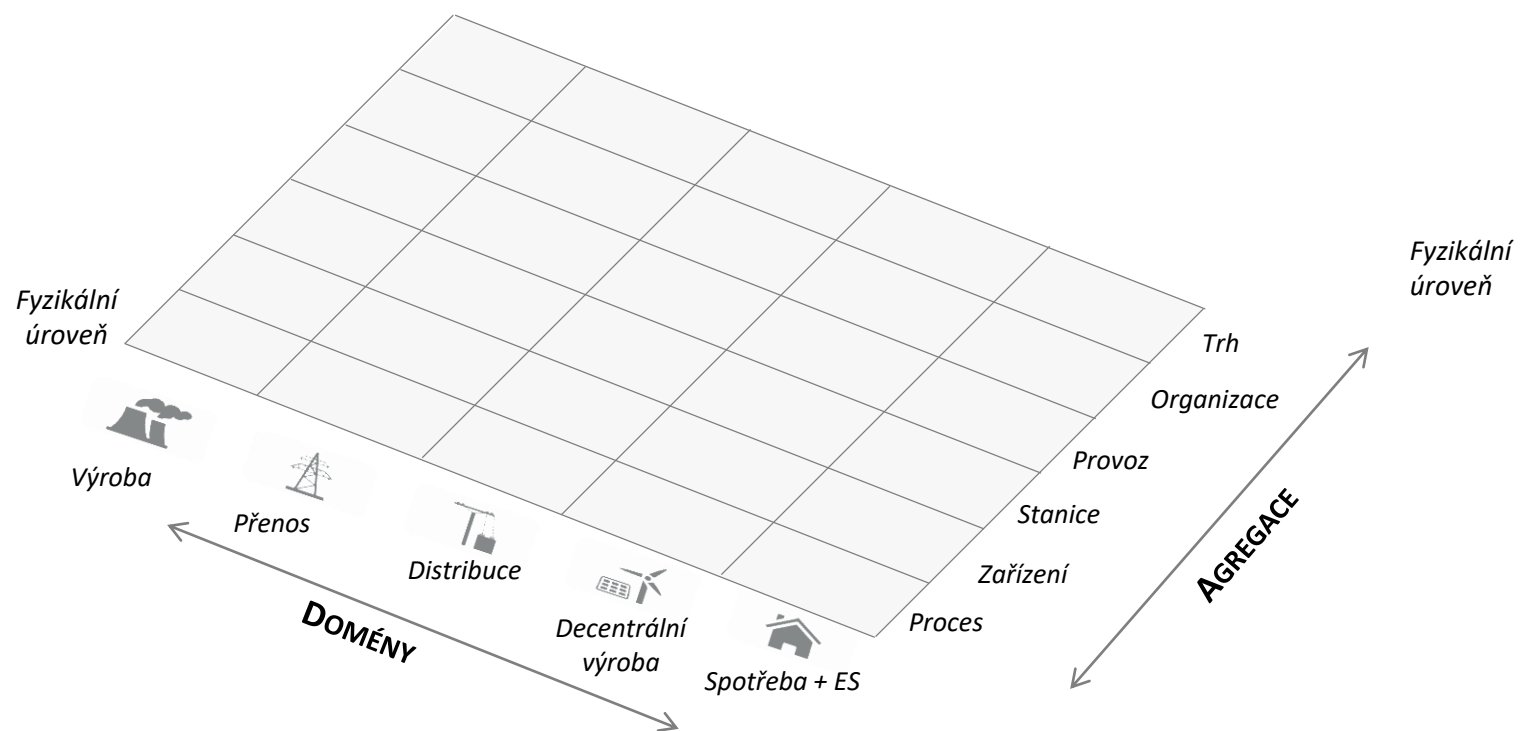 Fyzikální
úroveň
Fyzikální
úroveň
Trh
Organizace
Provoz
Stanice
Zařízení
Proces
AGREGACE
Výroba
Přenos
Distribuce
Decentrální
výroba
Spotřeba + ES
DOMÉNY